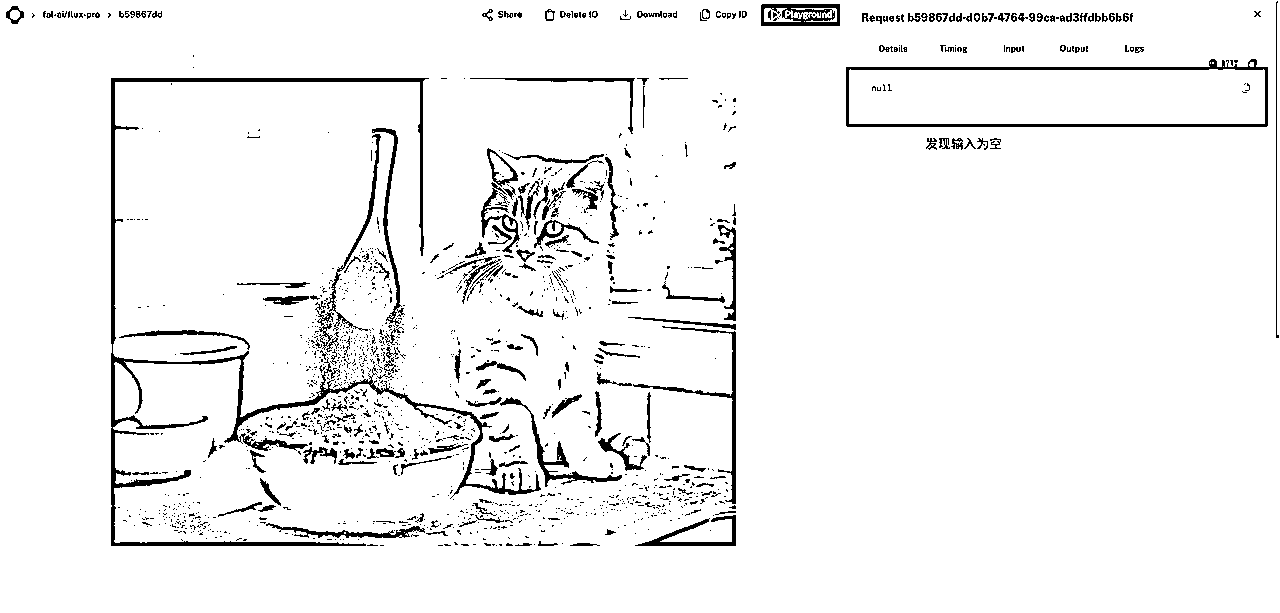 fal-ai/flux-pro > b59867dd
Share Delete IO Download Copy ID Playground
Request b59867dd-d0b7-4764-99ca-ad3ffdbb6b6f
Details Timing Input Output Logs
null
发现输入为空